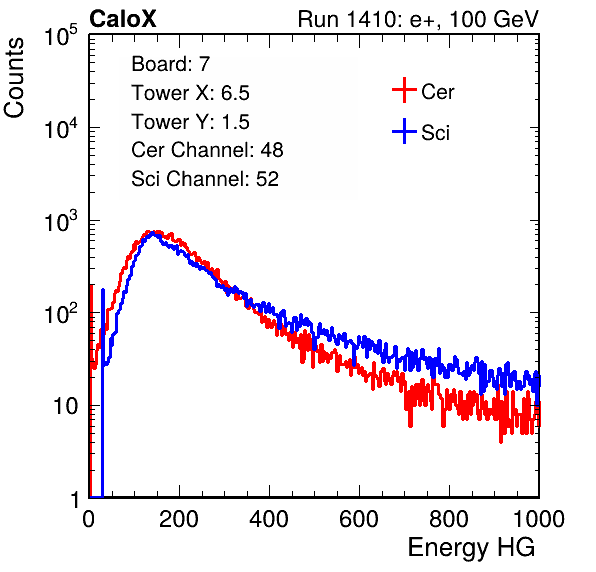 CaloX Run 1410: e+, 100 GeV
Counts
Board: 7
Tower X: 6.5
Tower Y: 1.5
Cer Channel: 48
Sci Channel: 52
Cer
Sci
10^5
10^4
10^3
10^2
10
1
0 200 400 600 800 1000
Energy HG